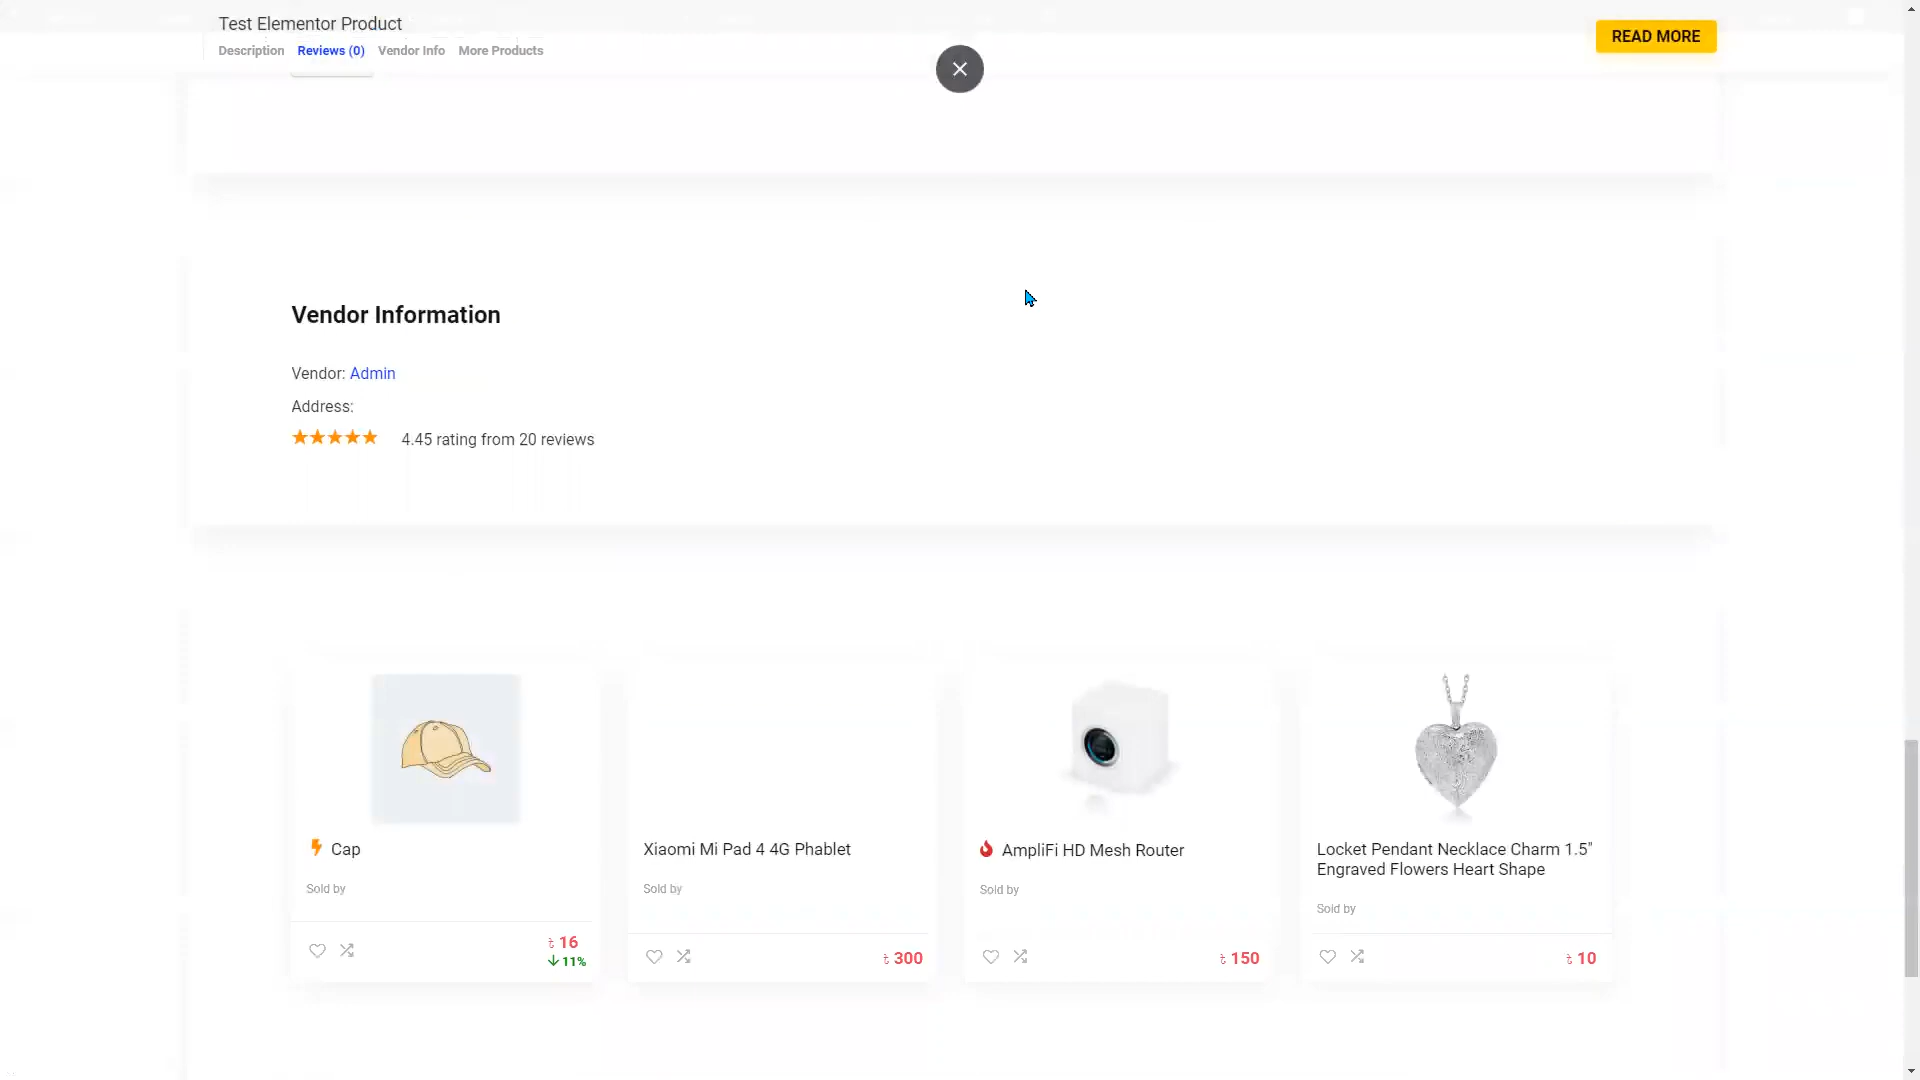 Test Elementor Product
Description Reviews (0) Vendor Info More Products
READ MORE
Vendor Information
Vendor: Admin
Address:
4.45 rating from 20 reviews
Cap
Sold by
৳ 16
11%
Xiaomi Mi Pad 4 4G Phablet
Sold by
৳ 300
AmpliFi HD Mesh Router
Sold by
৳ 150
Locket Pendant Necklace Charm 1.5"
Engraved Flowers Heart Shape
Sold by
৳ 10